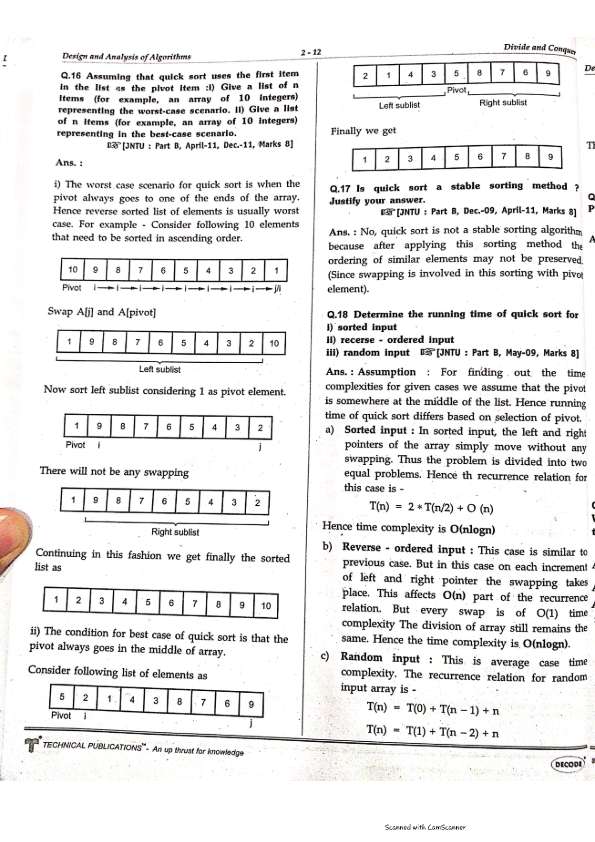 Design and Analysis of Algorithms
2 - 12
Divide and Conquer
Q.16 Assuming that quick sort uses the first item
in the list as the pivot item :i) Give a list of n
items (for example, an array of 10 integers)
representing the worst-case scenario. ii) Give a list
of n items (for example, an array of 10 integers)
representing in the best-case scenario.
[JNTU : Part B, April-11, Dec.-11, Marks 8]
Ans. :
i) The worst case scenario for quick sort is when the
pivot always goes to one of the ends of the array.
Hence reverse sorted list of elements is usually worst
case. For example - Consider following 10 elements
that need to be sorted in ascending order.
10 9 8 7 6 5 4 3 2 1
Pivot i i i i i i i i j/i
Swap A[j] and A[pivot]
1 9 8 7 6 5 4 3 2 10
Left sublist
Now sort left sublist considering 1 as pivot element.
1 9 8 7 6 5 4 3 2
Pivot i j
There will not be any swapping
1 9 8 7 6 5 4 3 2
Right sublist
Continuing in this fashion we get finally the sorted
list as
1 2 3 4 5 6 7 8 9 10
ii) The condition for best case of quick sort is that the
pivot always goes in the middle of array.
Consider following list of elements as
5 2 1 4 3 8 7 6 9
Pivot i j
2 1 4 3 5 8 7 6 9
Pivot
Left sublist Right sublist
Finally we get
1 2 3 4 5 6 7 8 9
Q.17 Is quick sort a stable sorting method ?
Justify your answer.
[JNTU : Part B, Dec.-09, April-11, Marks 8]
Ans. : No, quick sort is not a stable sorting algorithm
because after applying this sorting method the
ordering of similar elements may not be preserved.
(Since swapping is involved in this sorting with pivot
element).
Q.18 Determine the running time of quick sort for
i) sorted input
ii) recerse - ordered input
iii) random input [JNTU : Part B, May-09, Marks 8]
Ans. : Assumption : For finding out the time
complexities for given cases we assume that the pivot
is somewhere at the middle of the list. Hence running
time of quick sort differs based on selection of pivot.
a) Sorted input : In sorted input, the left and right
pointers of the array simply move without any
swapping. Thus the problem is divided into two
equal problems. Hence th recurrence relation for
this case is -
T(n) = 2 * T(n/2) + O (n)
Hence time complexity is O(nlogn)
b) Reverse - ordered input : This case is similar to
previous case. But in this case on each increment
of left and right pointer the swapping takes
place. This affects O(n) part of the recurrence
relation. But every swap is of O(1) time
complexity The division of array still remains the
same. Hence the time complexity is O(nlogn).
c) Random input : This is average case time
complexity. The recurrence relation for random
input array is -
T(n) = T(0) + T(n − 1) + n
T(n) = T(1) + T(n − 2) + n
TECHNICAL PUBLICATIONS™ - An up thrust for knowledge
DECODE
Scanned with CamScanner